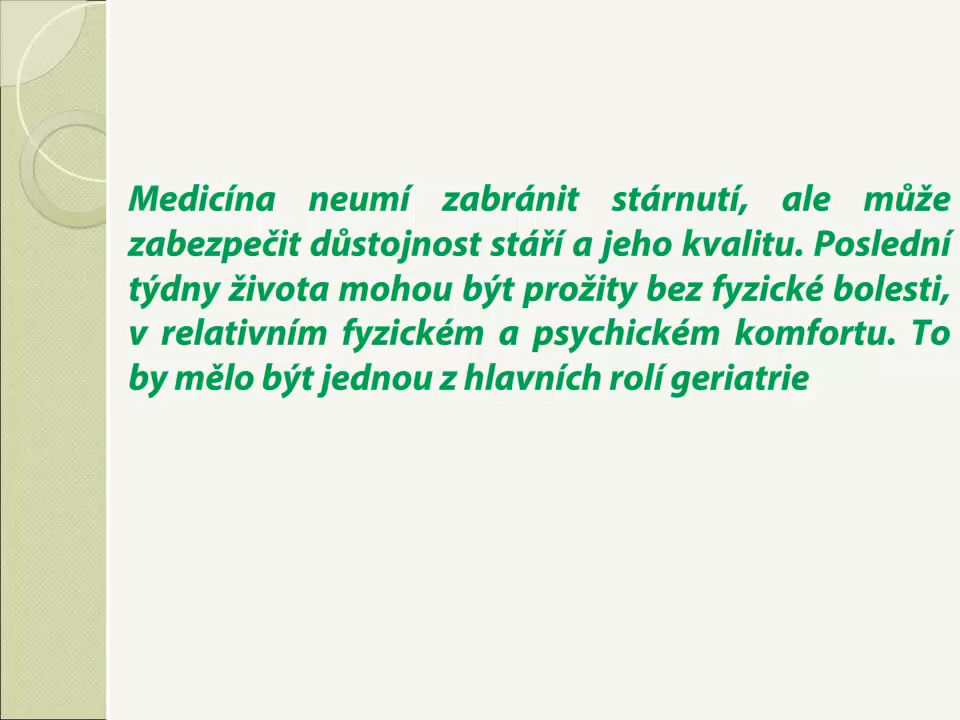 Medicína neumí zabránit stárnutí, ale může
zabezpečit důstojnost stáří a jeho kvalitu. Poslední
týdny života mohou být prožity bez fyzické bolesti,
v relativním fyzickém a psychickém komfortu. To
by mělo být jednou z hlavních rolí geriatrie